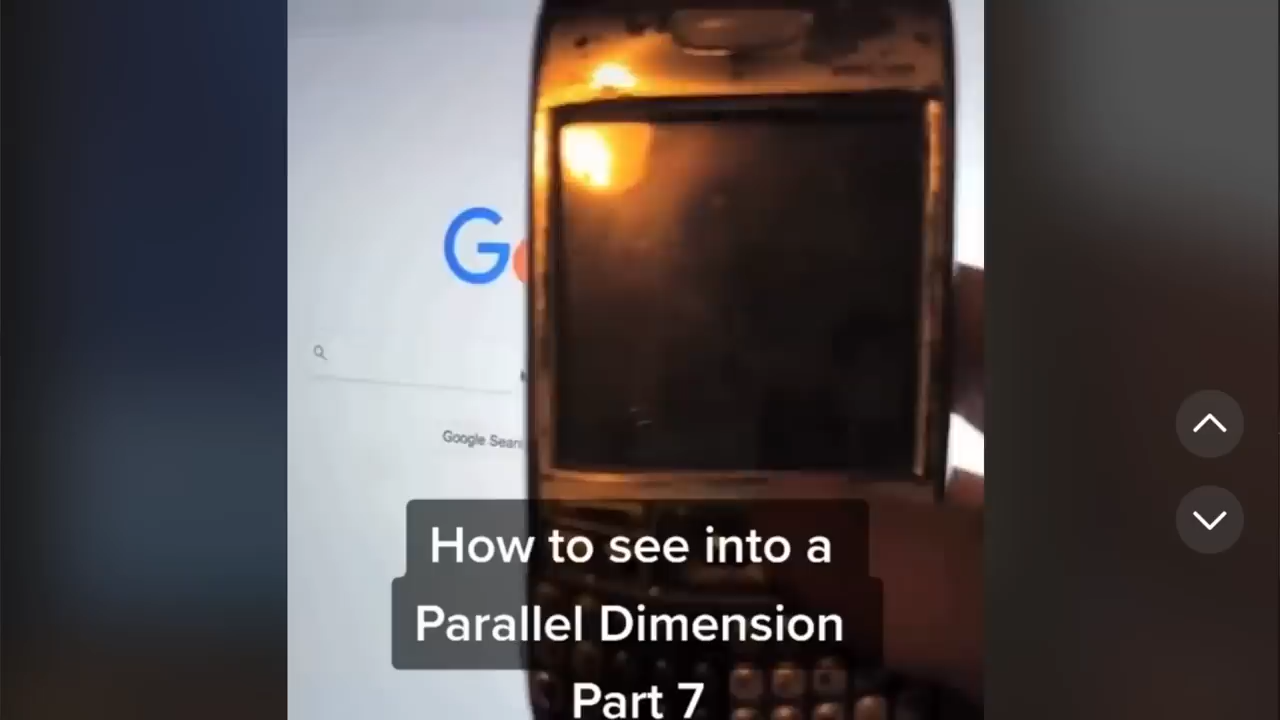 G
Google Sear
How to see into a
Parallel Dimension
Part 7